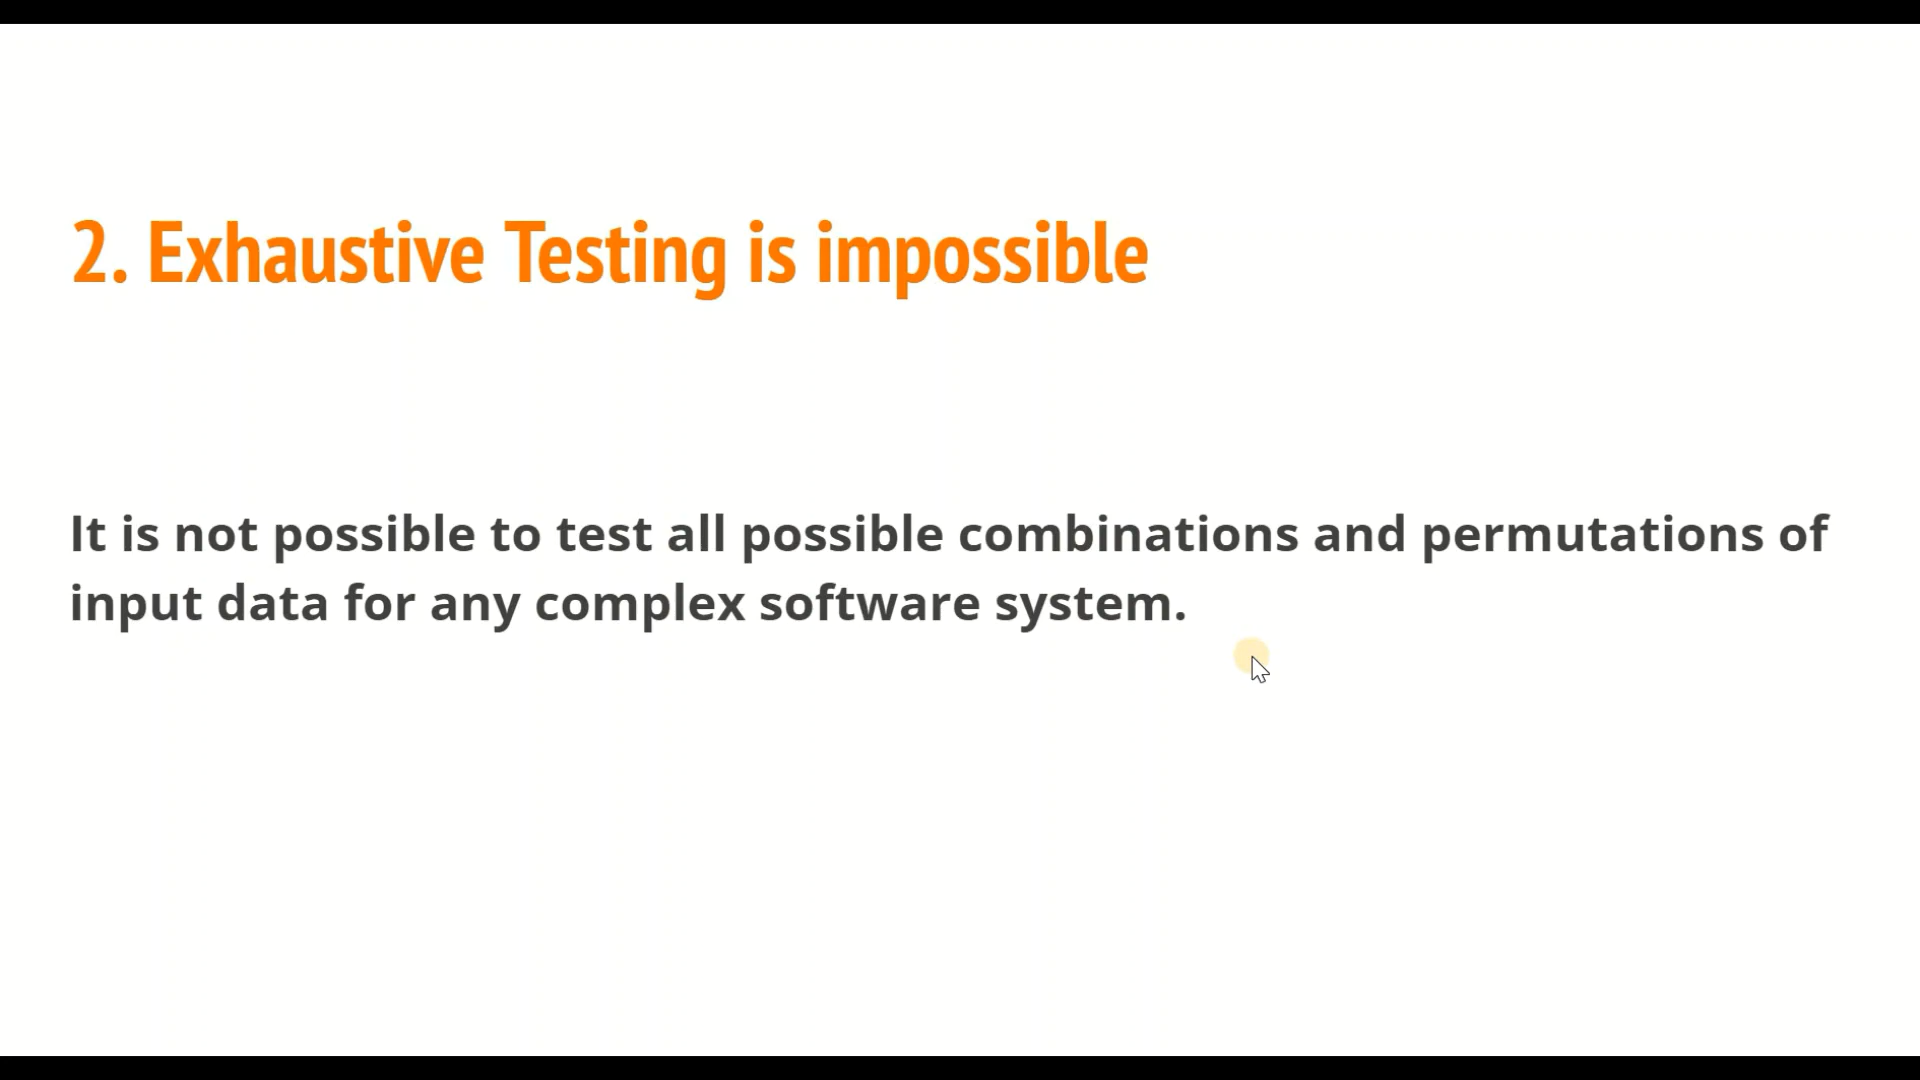 2. Exhaustive Testing is impossible
It is not possible to test all possible combinations and permutations of
input data for any complex software system.